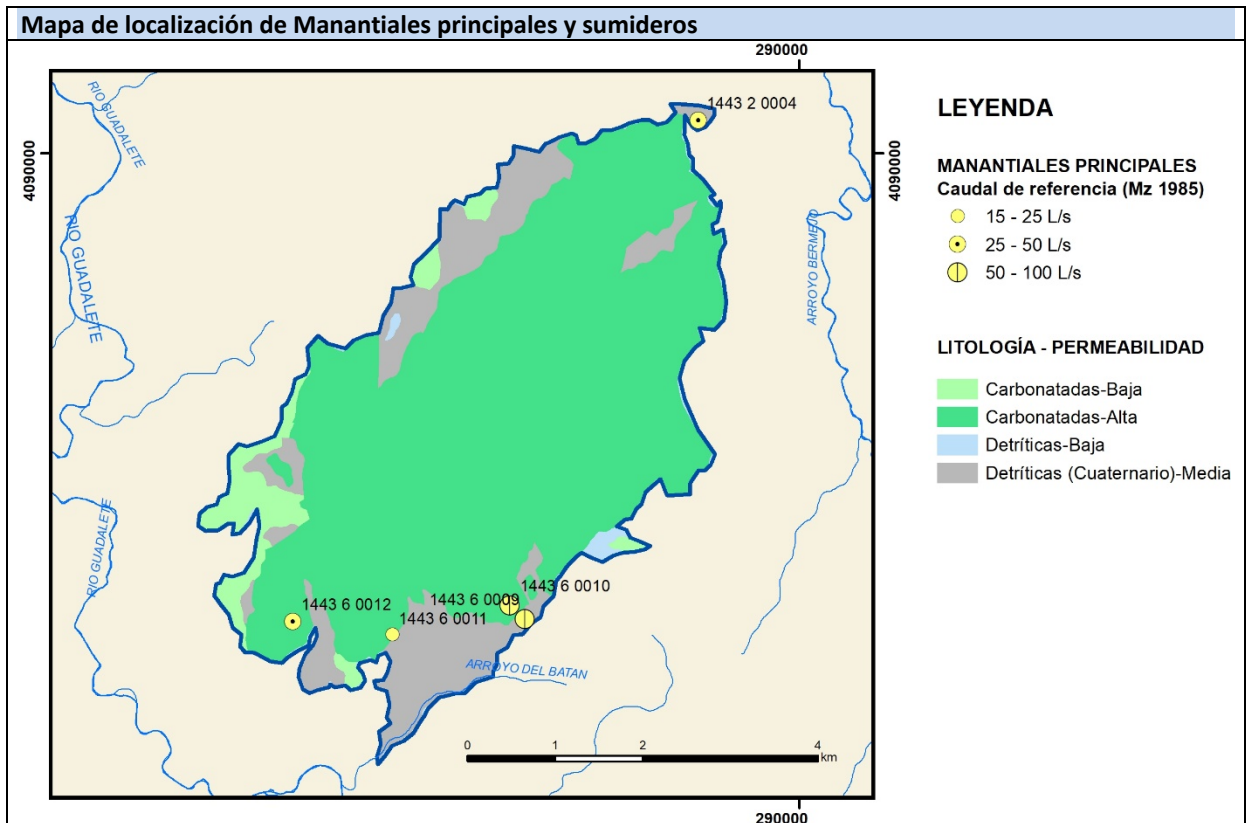 Mapa de localización de Manantiales principales y sumideros
290000
4090000
4090000
RIO GUADALETE
RIO GUADALETE
RIO GUADALETE
ARROYO BERMEJO
1443 2 0004
1443 6 0012
1443 6 0009
1443 6 0010
1443 6 0011
ARROYO DEL BATAN
0 1 2 4
km
290000
LEYENDA
MANANTIALES PRINCIPALES
Caudal de referencia (Mz 1985)
15 - 25 L/s
25 - 50 L/s
50 - 100 L/s
LITOLOGÍA - PERMEABILIDAD
Carbonatadas-Baja
Carbonatadas-Alta
Detríticas-Baja
Detríticas (Cuaternario)-Media